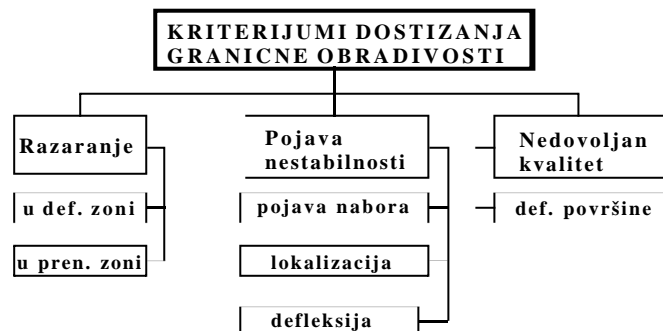 KRITERIJUMI DOSTIZANJA
GRANICNE OBRADIVOSTI
Razaranje
u def. zoni
u pren. zoni
Pojava
nestabilnosti
pojava nabora
lokalizacija
defleksija
Nedovoljan
kvalitet
def. površine